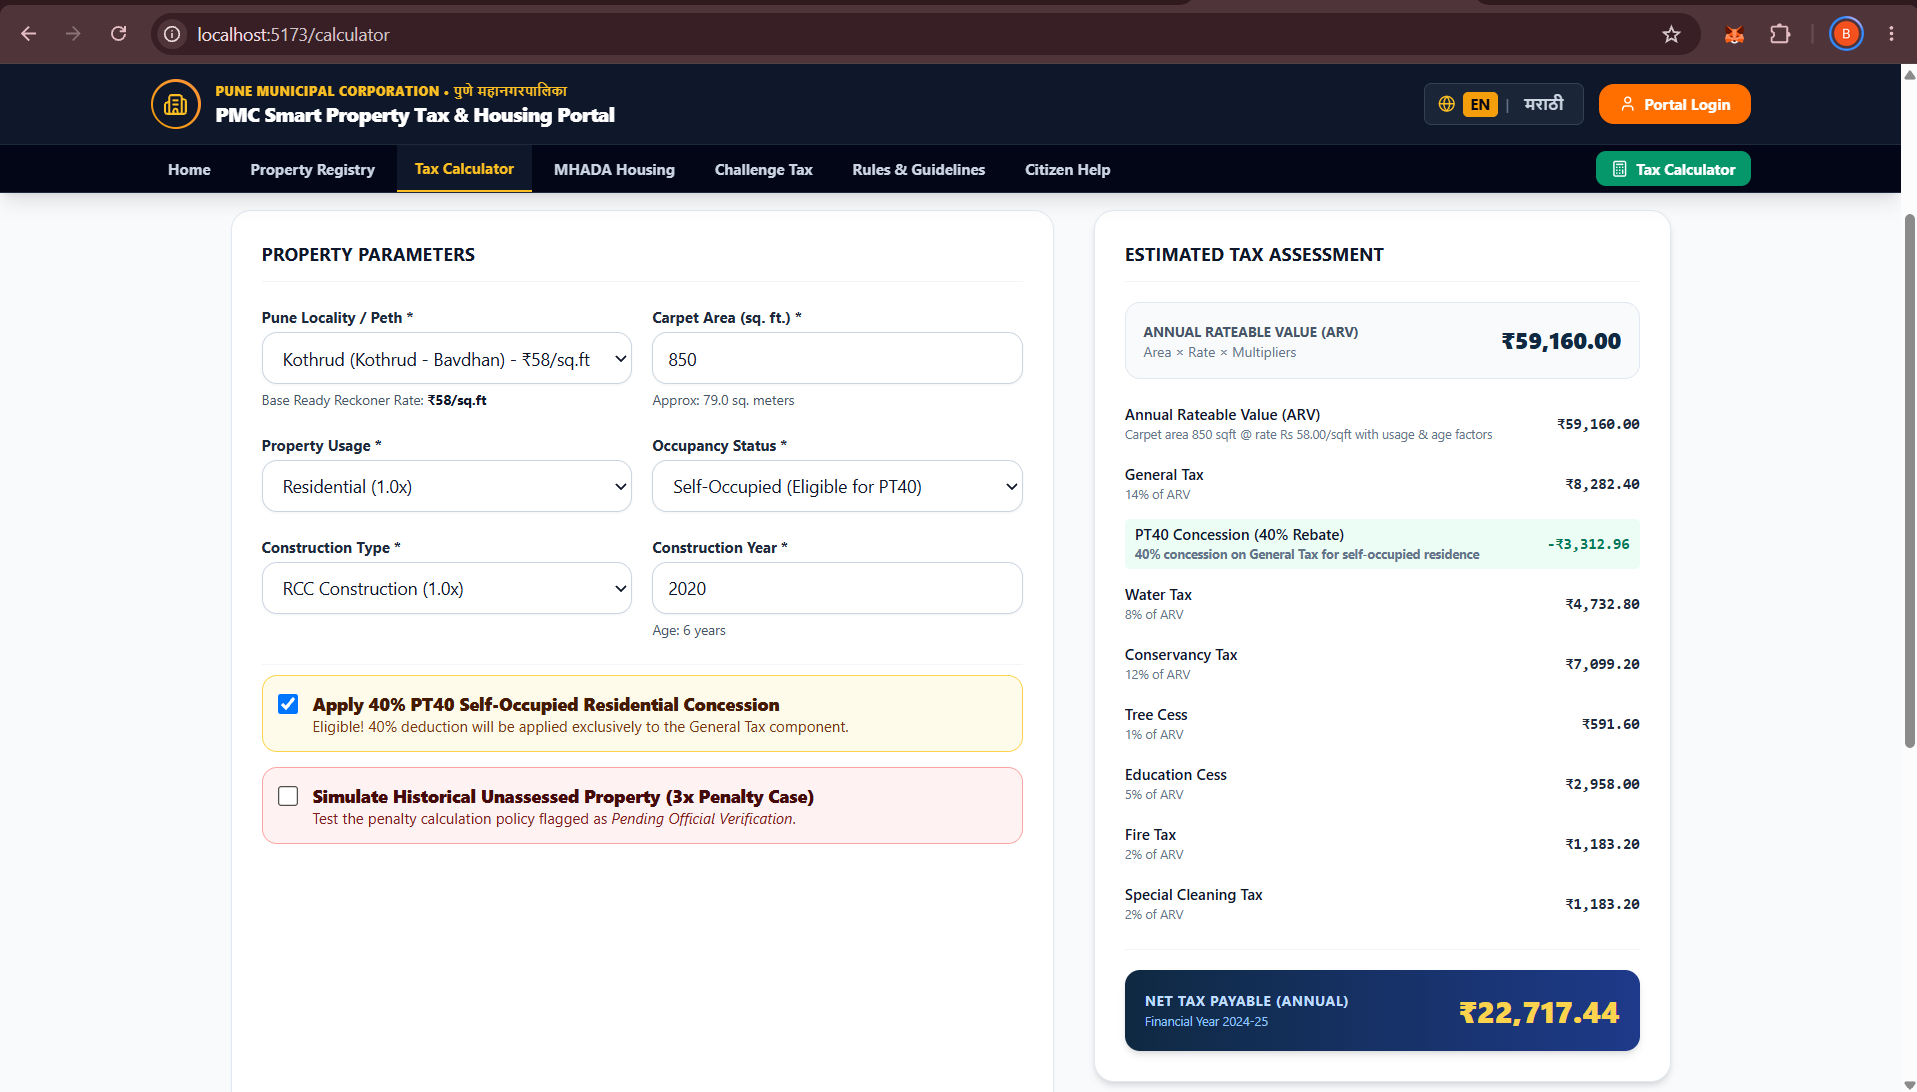 localhost:5173/calculator
B
PUNE MUNICIPAL CORPORATION • पुणे महानगरपालिका
PMC Smart Property Tax & Housing Portal
EN | मराठी
Portal Login
Home
Property Registry
Tax Calculator
MHADA Housing
Challenge Tax
Rules & Guidelines
Citizen Help
Tax Calculator
PROPERTY PARAMETERS
Pune Locality / Peth *
Kothrud (Kothrud - Bavdhan) - ₹58/sq.ft
Base Ready Reckoner Rate: ₹58/sq.ft
Carpet Area (sq. ft.) *
850
Approx: 79.0 sq. meters
Property Usage *
Residential (1.0x)
Occupancy Status *
Self-Occupied (Eligible for PT40)
Construction Type *
RCC Construction (1.0x)
Construction Year *
2020
Age: 6 years
Apply 40% PT40 Self-Occupied Residential Concession
Eligible! 40% deduction will be applied exclusively to the General Tax component.
Simulate Historical Unassessed Property (3x Penalty Case)
Test the penalty calculation policy flagged as Pending Official Verification.
ESTIMATED TAX ASSESSMENT
ANNUAL RATEABLE VALUE (ARV)
Area × Rate × Multipliers
₹59,160.00
Annual Rateable Value (ARV)
Carpet area 850 sqft @ rate Rs 58.00/sqft with usage & age factors
₹59,160.00
General Tax
14% of ARV
₹8,282.40
PT40 Concession (40% Rebate)
40% concession on General Tax for self-occupied residence
-₹3,312.96
Water Tax
8% of ARV
₹4,732.80
Conservancy Tax
12% of ARV
₹7,099.20
Tree Cess
1% of ARV
₹591.60
Education Cess
5% of ARV
₹2,958.00
Fire Tax
2% of ARV
₹1,183.20
Special Cleaning Tax
2% of ARV
₹1,183.20
NET TAX PAYABLE (ANNUAL)
Financial Year 2024-25
₹22,717.44